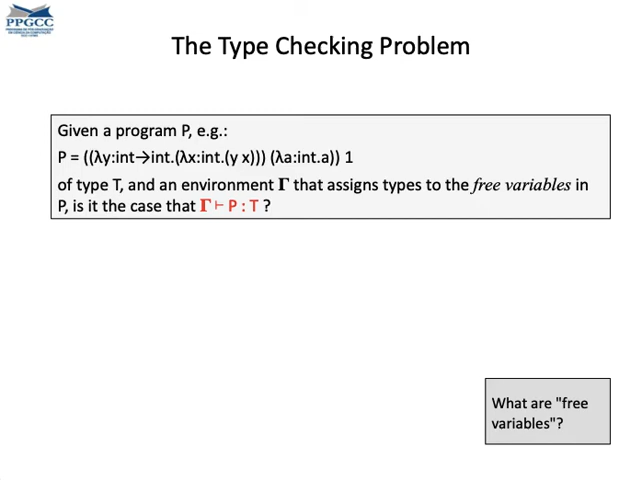 PPGCC
The Type Checking Problem
Given a program P, e.g.:
P = ((λy:int→int.(λx:int.(y x))) (λa:int.a)) 1
of type T, and an environment Γ that assigns types to the free variables in
P, is it the case that Γ ⊢ P : T ?
What are "free
variables"?